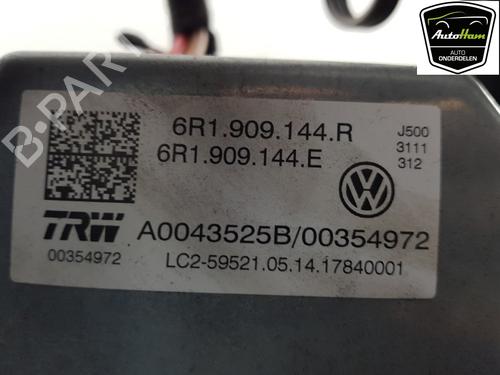 AutoHam
AUTO
ONDERDELEN
B-PARTS
6R1.909.144.R
J500
6R1.909.144.E
3111
312
TRW
A0043525B/00354972
00354972
LC2-59521.05.14.17840001